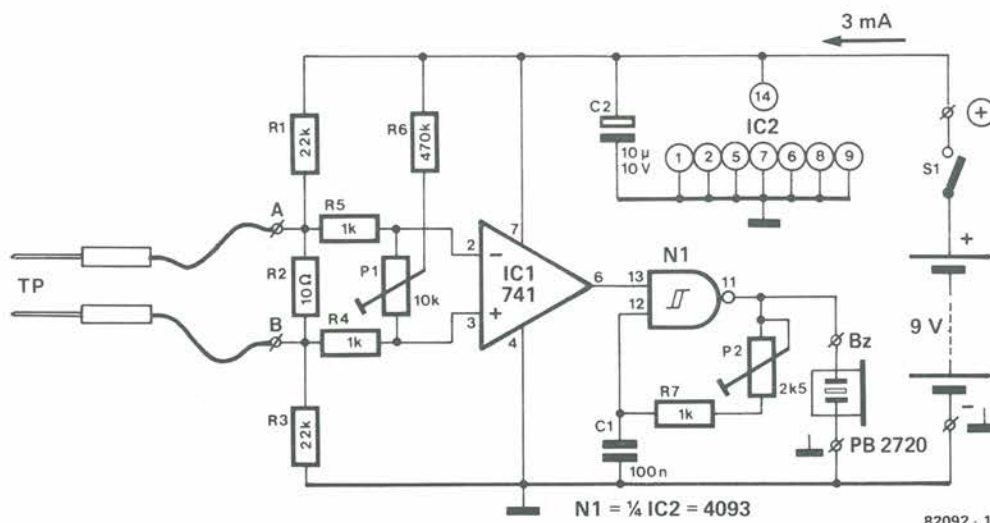 3 mA
R1
22k
R6
470k
C2
10 µ
10 V
14
IC2
1 2 5 7 6 8 9
+
S1
A
R5
1k
R2
10Ω
P1
10k
TP
B
R4
1k
2
−
7
IC1
741
6
+
3
4
N1
13
12
11
P2
2k5
Bz
R7
1k
C1
100n
PB 2720
+
9 V
−
R3
22k
N1 = ¼ IC2 = 4093
82092 - 1